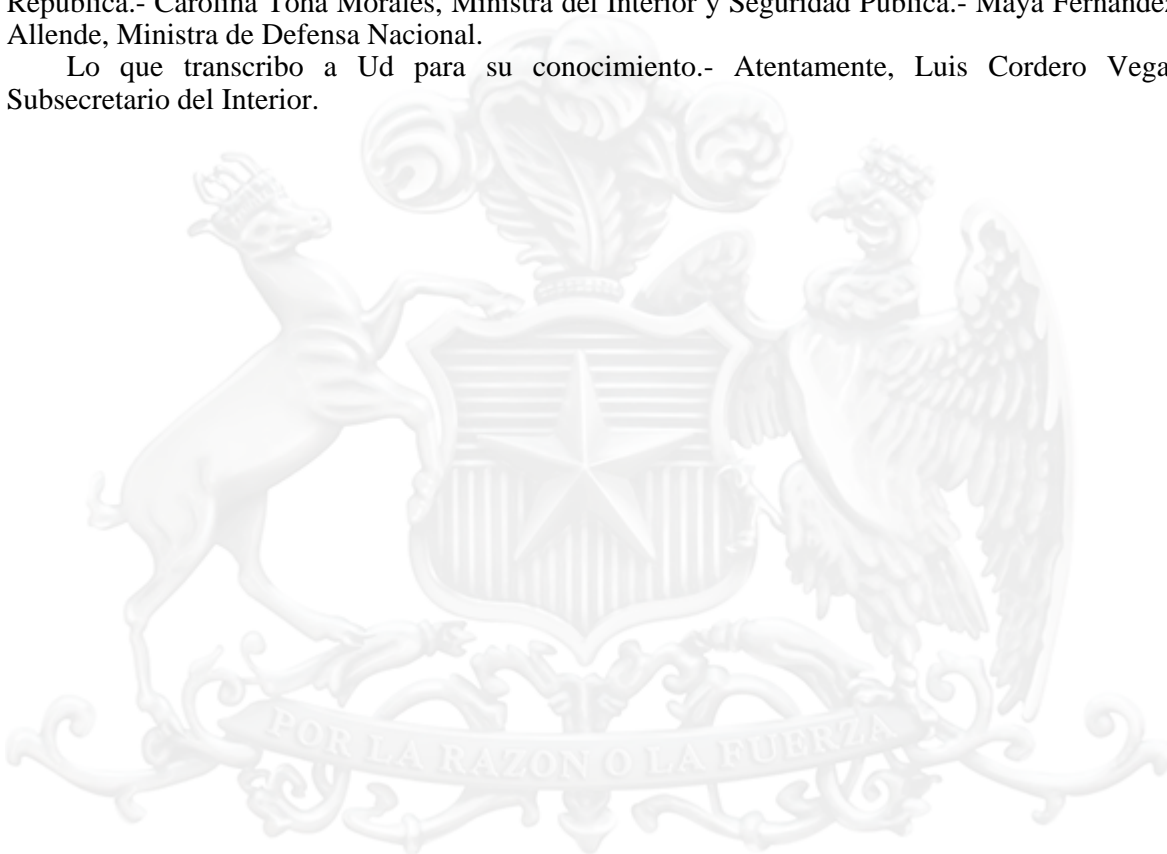 República.- Carolina Tohá Morales, Ministra del Interior y Seguridad Pública.- Maya Fernández
Allende, Ministra de Defensa Nacional.
Lo que transcribo a Ud para su conocimiento.- Atentamente, Luis Cordero Vega
Subsecretario del Interior.
POR LA RAZON O LA FUERZA